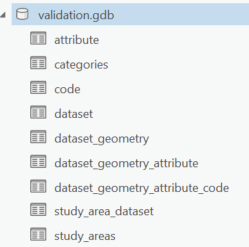 validation.gdb
attribute
categories
code
dataset
dataset_geometry
dataset_geometry_attribute
dataset_geometry_attribute_code
study_area_dataset
study_areas